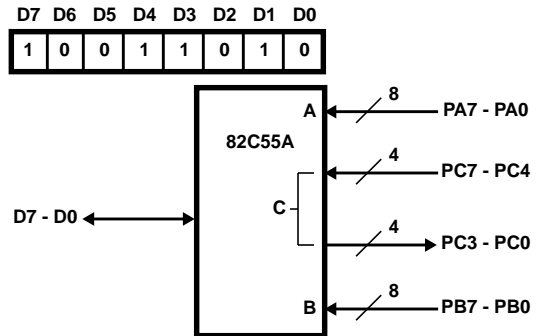 D7 D6 D5 D4 D3 D2 D1 D0
1 0 0 1 1 0 1 0
8
A PA7 - PA0
82C55A
4
PC7 - PC4
C
D7 - D0
4
PC3 - PC0
8
B PB7 - PB0